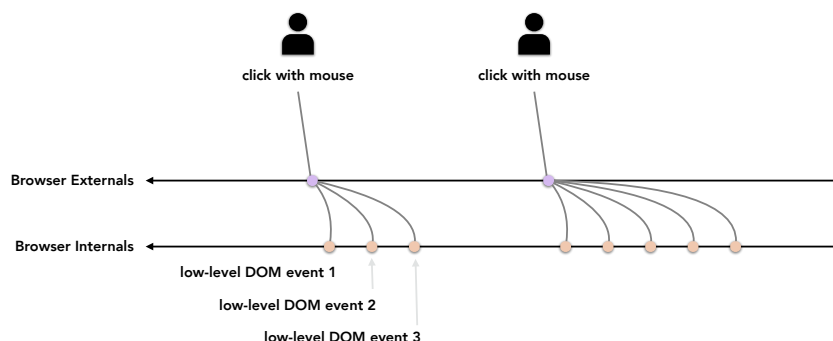 click with mouse
click with mouse
Browser Externals
Browser Internals
low-level DOM event 1
low-level DOM event 2
low-level DOM event 3